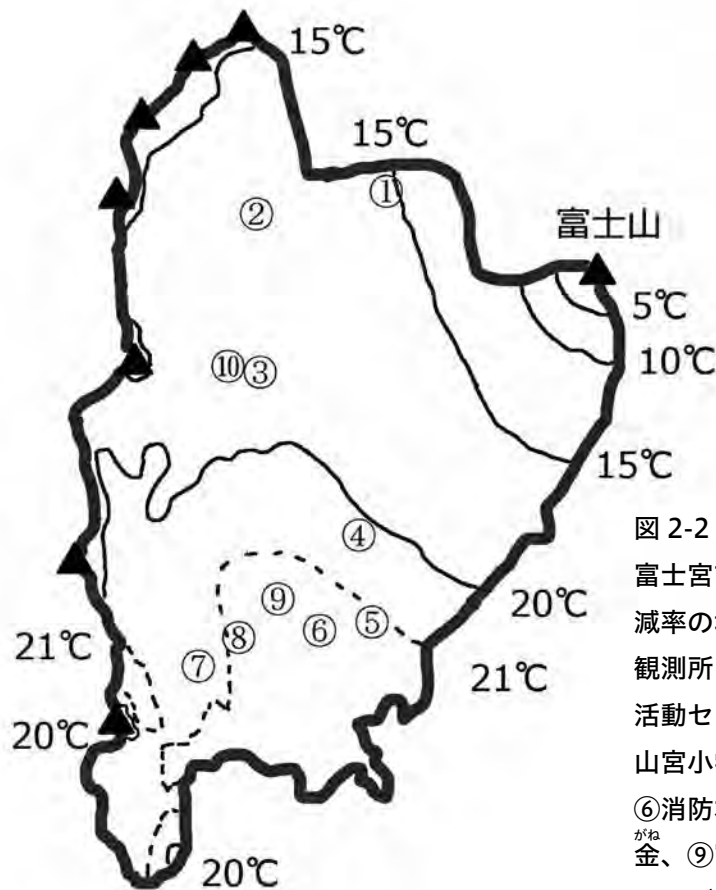 15℃
15℃
①
②
富士山
5℃
10℃
⑩③
15℃
④
20℃
⑨
⑤
⑥
⑧
⑦
21℃
21℃
20℃
20℃
図 2-2
富士宮
減率の
観測所
活動セ
山宮小
⑥消防
がね
金、⑨